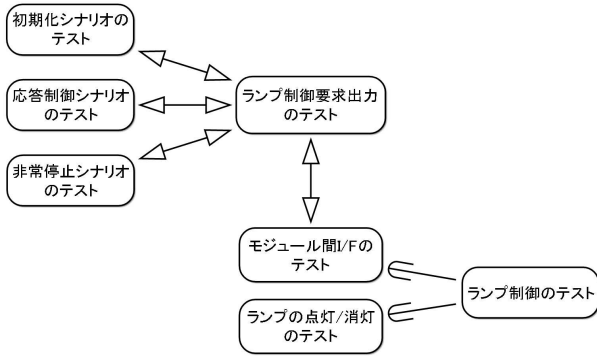 初期化シナリオの
テスト
応答制御シナリオ
のテスト
非常停止シナリオ
のテスト
ランプ制御要求出力
のテスト
モジュール間I/Fの
テスト
ランプの点灯/消灯
のテスト
ランプ制御のテスト